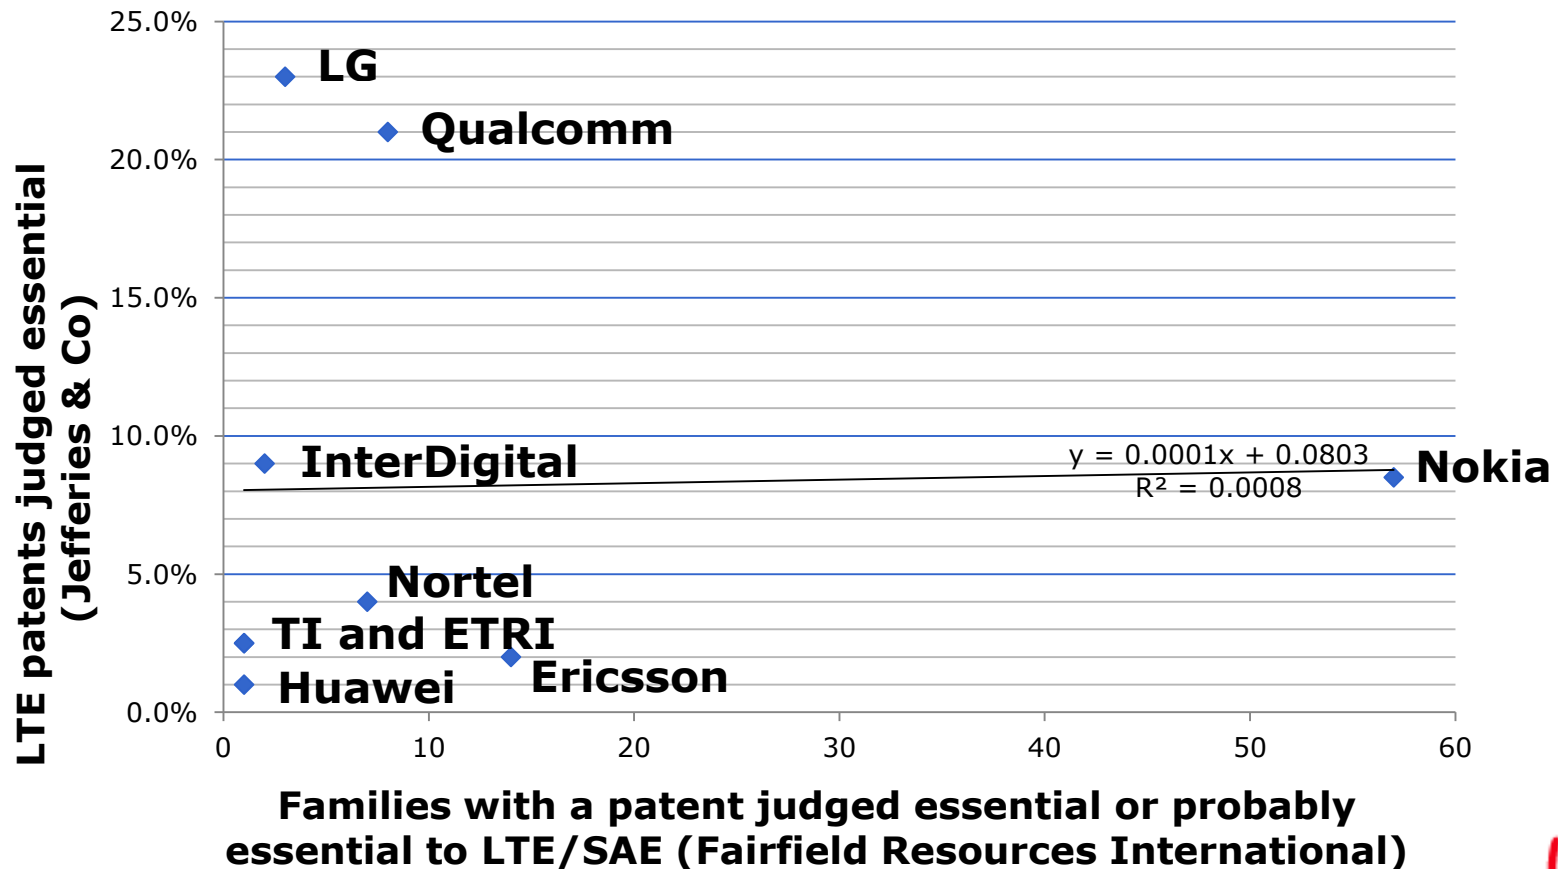 25.0%
20.0%
15.0%
10.0%
5.0%
0.0%
LTE patents judged essential
(Jefferies & Co)
LG
Qualcomm
InterDigital
y = 0.0001x + 0.0803
R² = 0.0008
Nokia
Nortel
TI and ETRI
Ericsson
Huawei
0 10 20 30 40 50 60
Families with a patent judged essential or probably
essential to LTE/SAE (Fairfield Resources International)